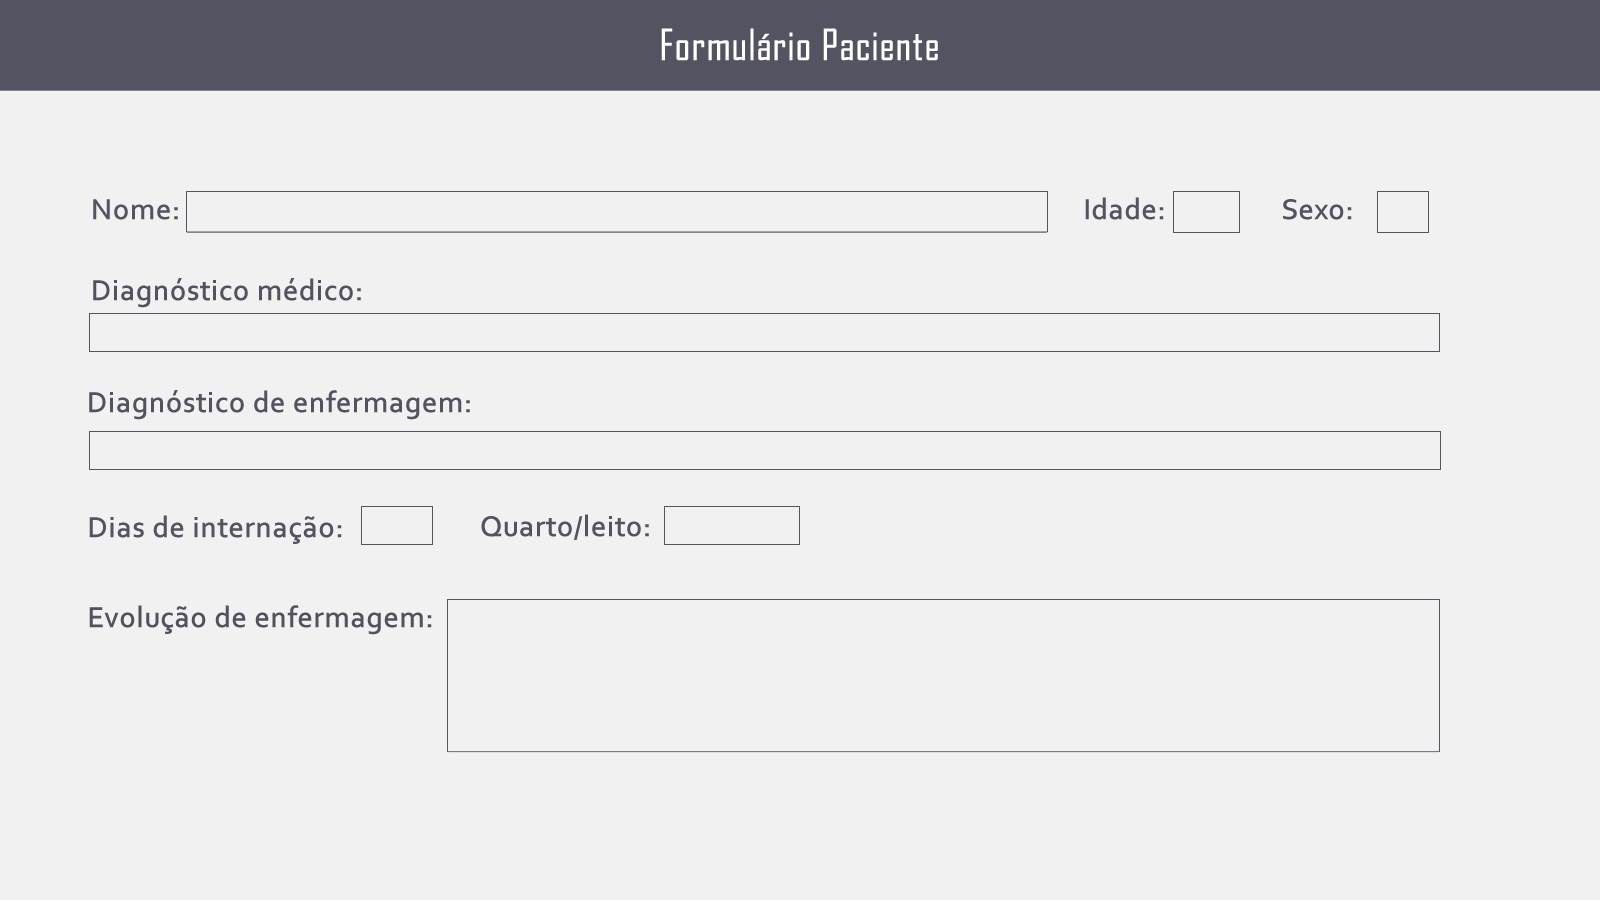 Formulário Paciente
Nome: Idade: Sexo:
Diagnóstico médico:
Diagnóstico de enfermagem:
Dias de internação: Quarto/leito:
Evolução de enfermagem: